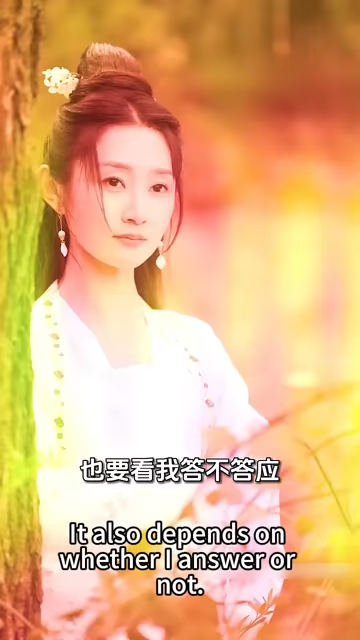 也要看我答不答应
It also depends on
whether I answer or
not.